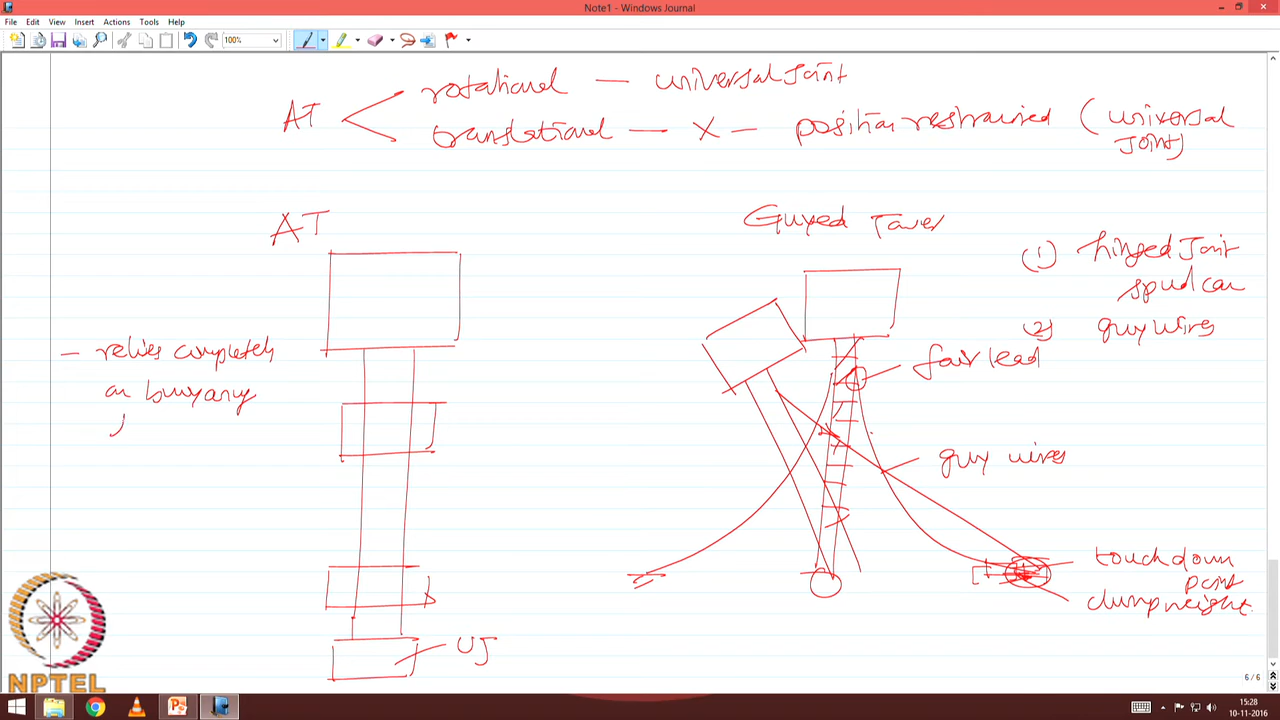 Note1 - Windows Journal
File Edit View Insert Actions Tools Help
100%
AT
rotational — universal Joint
translational — X — position restrained (universal
Joint)
AT
Guyed Tower
(1) hinged Joint
spud can
(2) guy wires
fair lead
- relies completely
on buoyancy
guy wires
touch down
point
clump weight
UJ
NPTEL
6 / 6
15:28
10-11-2016